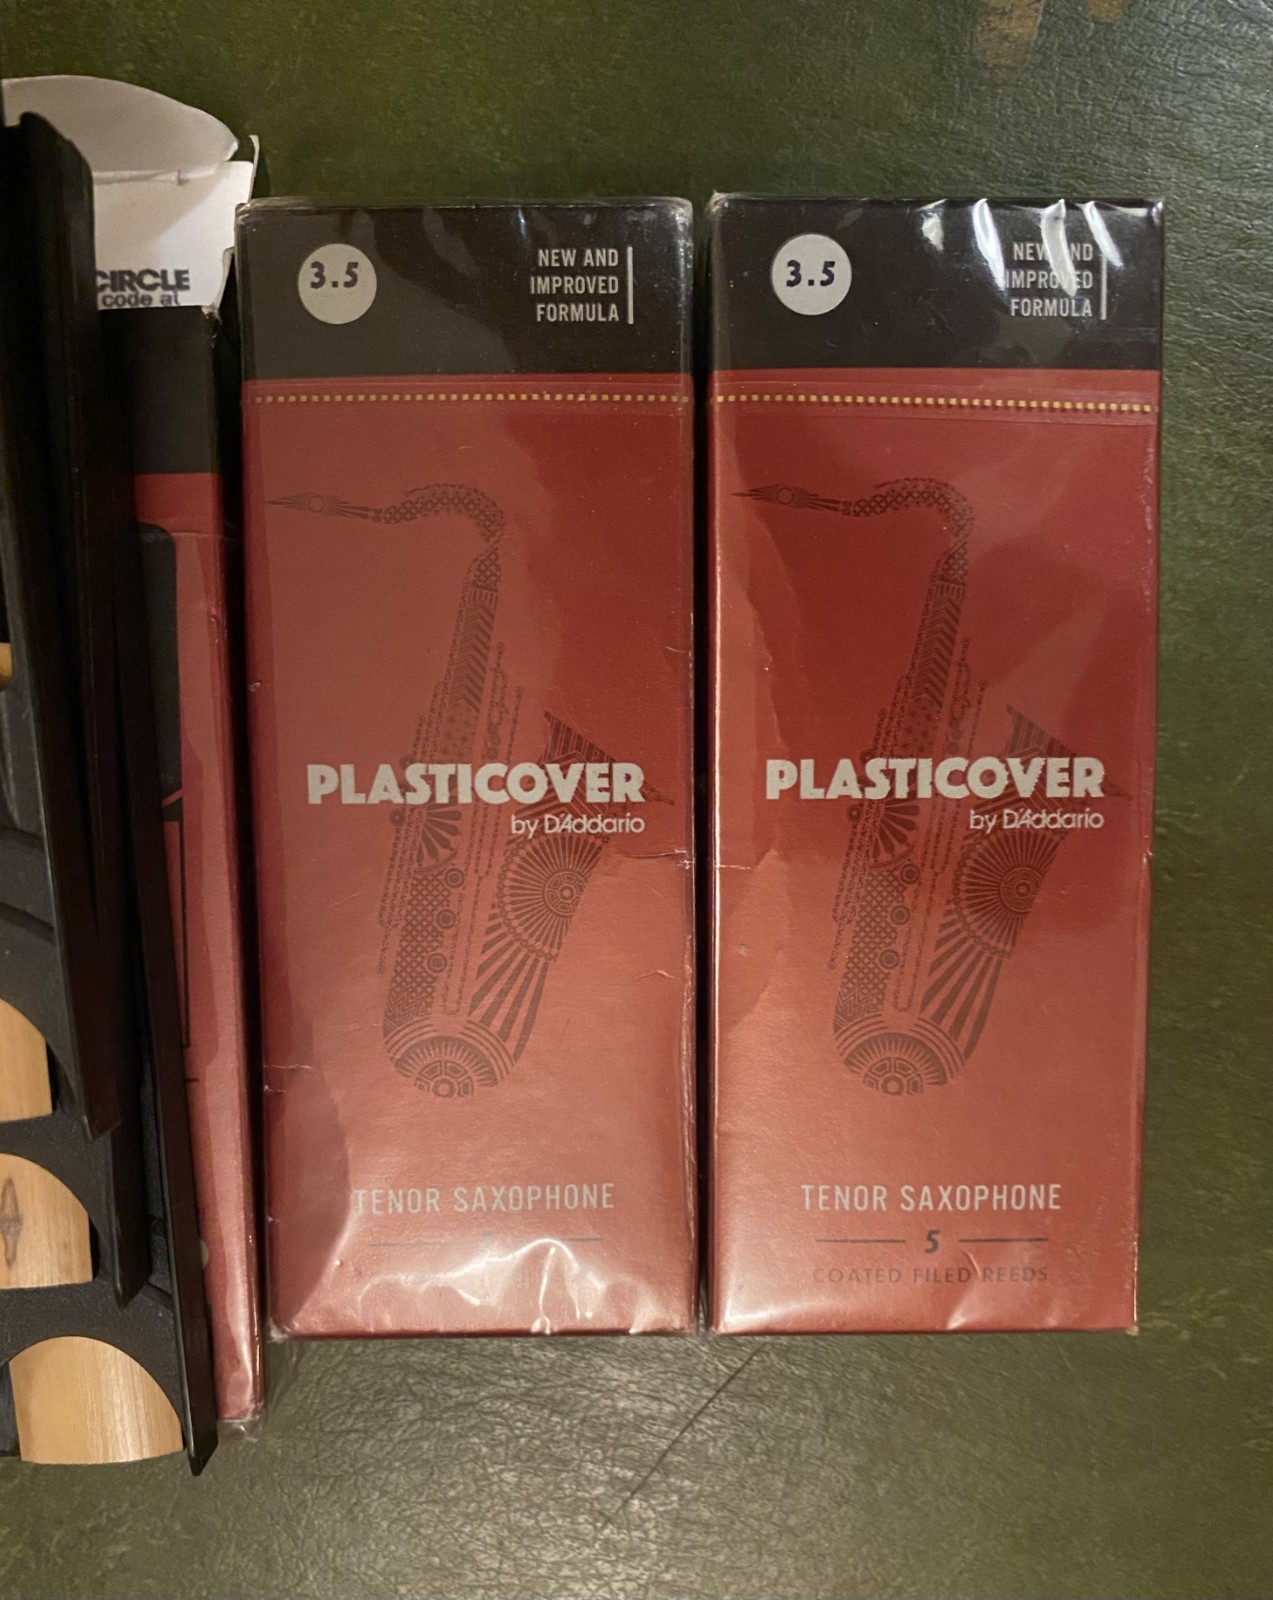 CIRCLE
code at
3.5
NEW AND
IMPROVED
FORMULA
PLASTICOVER
by D'Addario
TENOR SAXOPHONE
3.5
NEW AND
IMPROVED
FORMULA
PLASTICOVER
by D'Addario
TENOR SAXOPHONE
5
COATED FILED REEDS